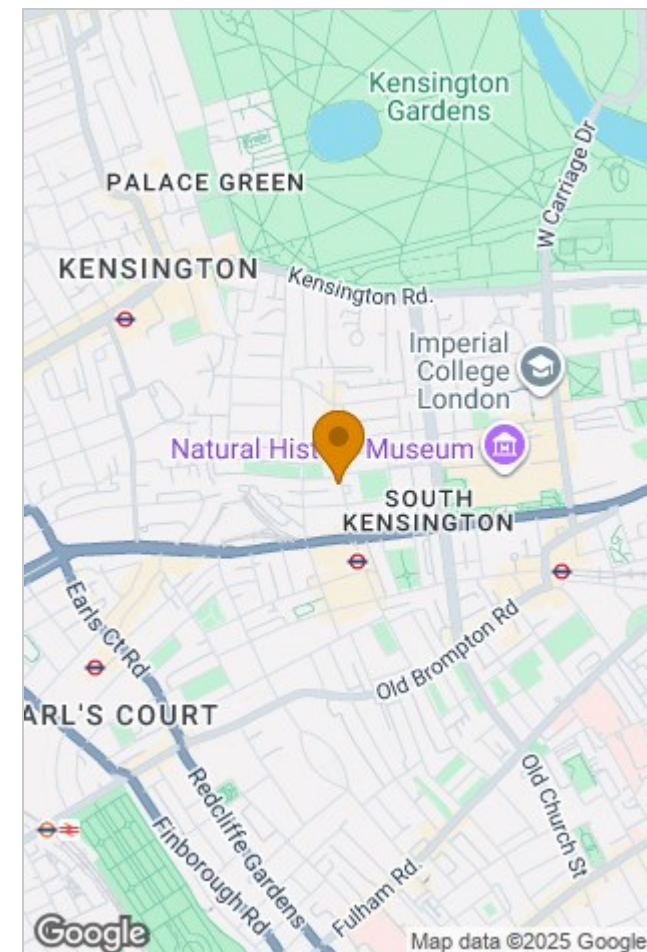 Kensington
Gardens
PALACE GREEN
W Carriage Dr
KENSINGTON
Kensington Rd.
Imperial
College
London
Natural Hist
Museum
SOUTH
KENSINGTON
Earls Ct Rd
Old Brompton Rd
ARL'S COURT
Redcliffe Gardens
Finborough Rd
Old Church St
Fulham Rd.
Google
Map data ©2025 Google